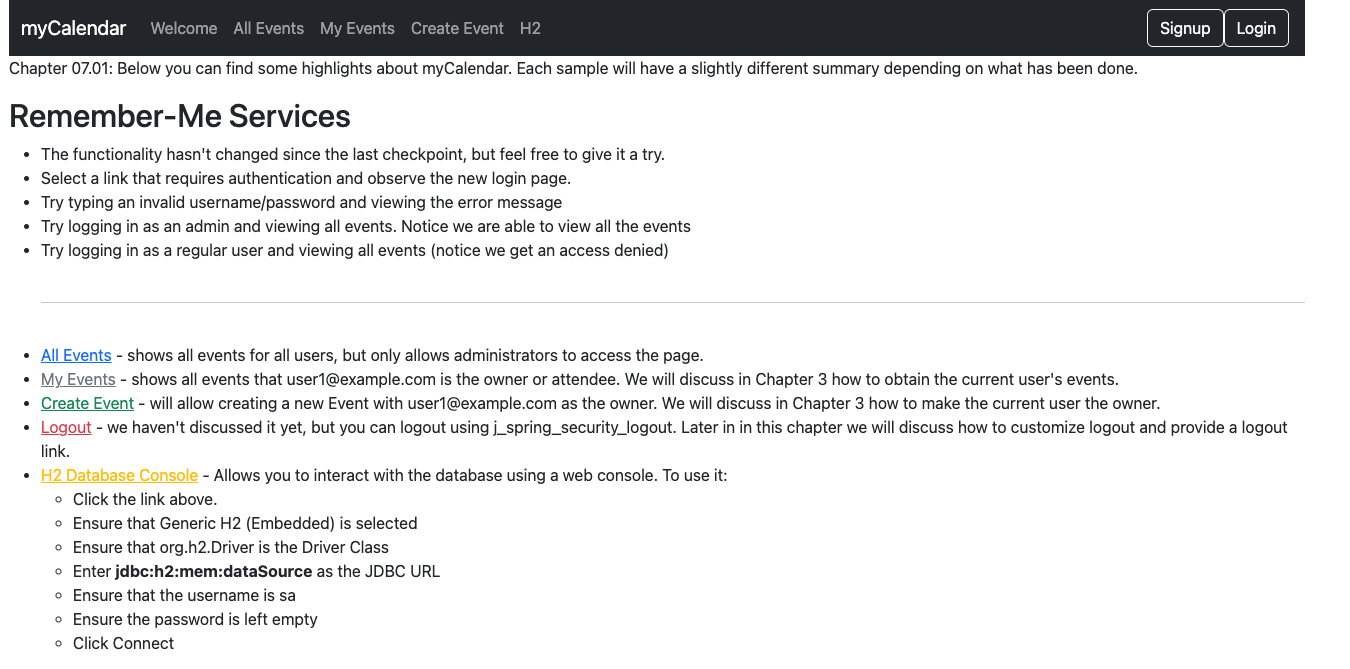 myCalendar Welcome All Events My Events Create Event H2 Signup Login
Chapter 07.01: Below you can find some highlights about myCalendar. Each sample will have a slightly different summary depending on what has been done.
Remember-Me Services
• The functionality hasn't changed since the last checkpoint, but feel free to give it a try.
• Select a link that requires authentication and observe the new login page.
• Try typing an invalid username/password and viewing the error message
• Try logging in as an admin and viewing all events. Notice we are able to view all the events
• Try logging in as a regular user and viewing all events (notice we get an access denied)
• All Events - shows all events for all users, but only allows administrators to access the page.
• My Events - shows all events that user1@example.com is the owner or attendee. We will discuss in Chapter 3 how to obtain the current user's events.
• Create Event - will allow creating a new Event with user1@example.com as the owner. We will discuss in Chapter 3 how to make the current user the owner.
• Logout - we haven't discussed it yet, but you can logout using j_spring_security_logout. Later in in this chapter we will discuss how to customize logout and provide a logout
link.
• H2 Database Console - Allows you to interact with the database using a web console. To use it:
◦ Click the link above.
◦ Ensure that Generic H2 (Embedded) is selected
◦ Ensure that org.h2.Driver is the Driver Class
◦ Enter jdbc:h2:mem:dataSource as the JDBC URL
◦ Ensure that the username is sa
◦ Ensure the password is left empty
◦ Click Connect